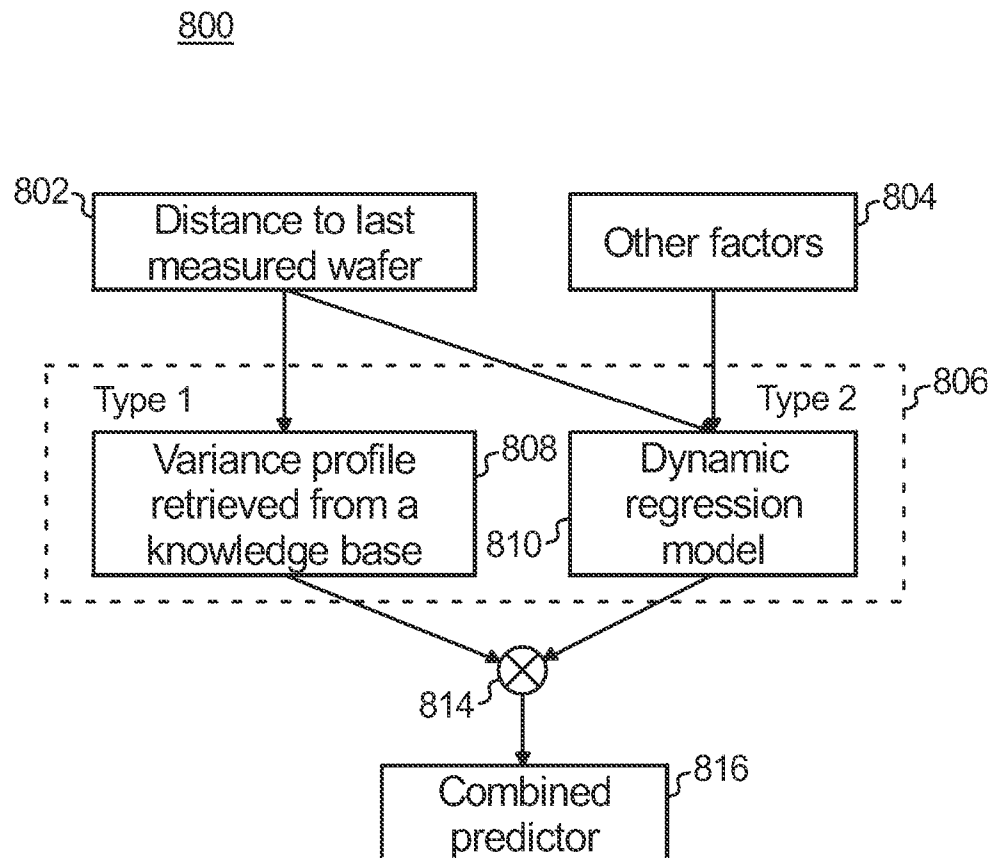 800
802
Distance to last
measured wafer
Other factors
804
806
Type 1
Type 2
Variance profile
retrieved from a
knowledge base
808
810
Dynamic
regression
model
814
Combined
predictor
816